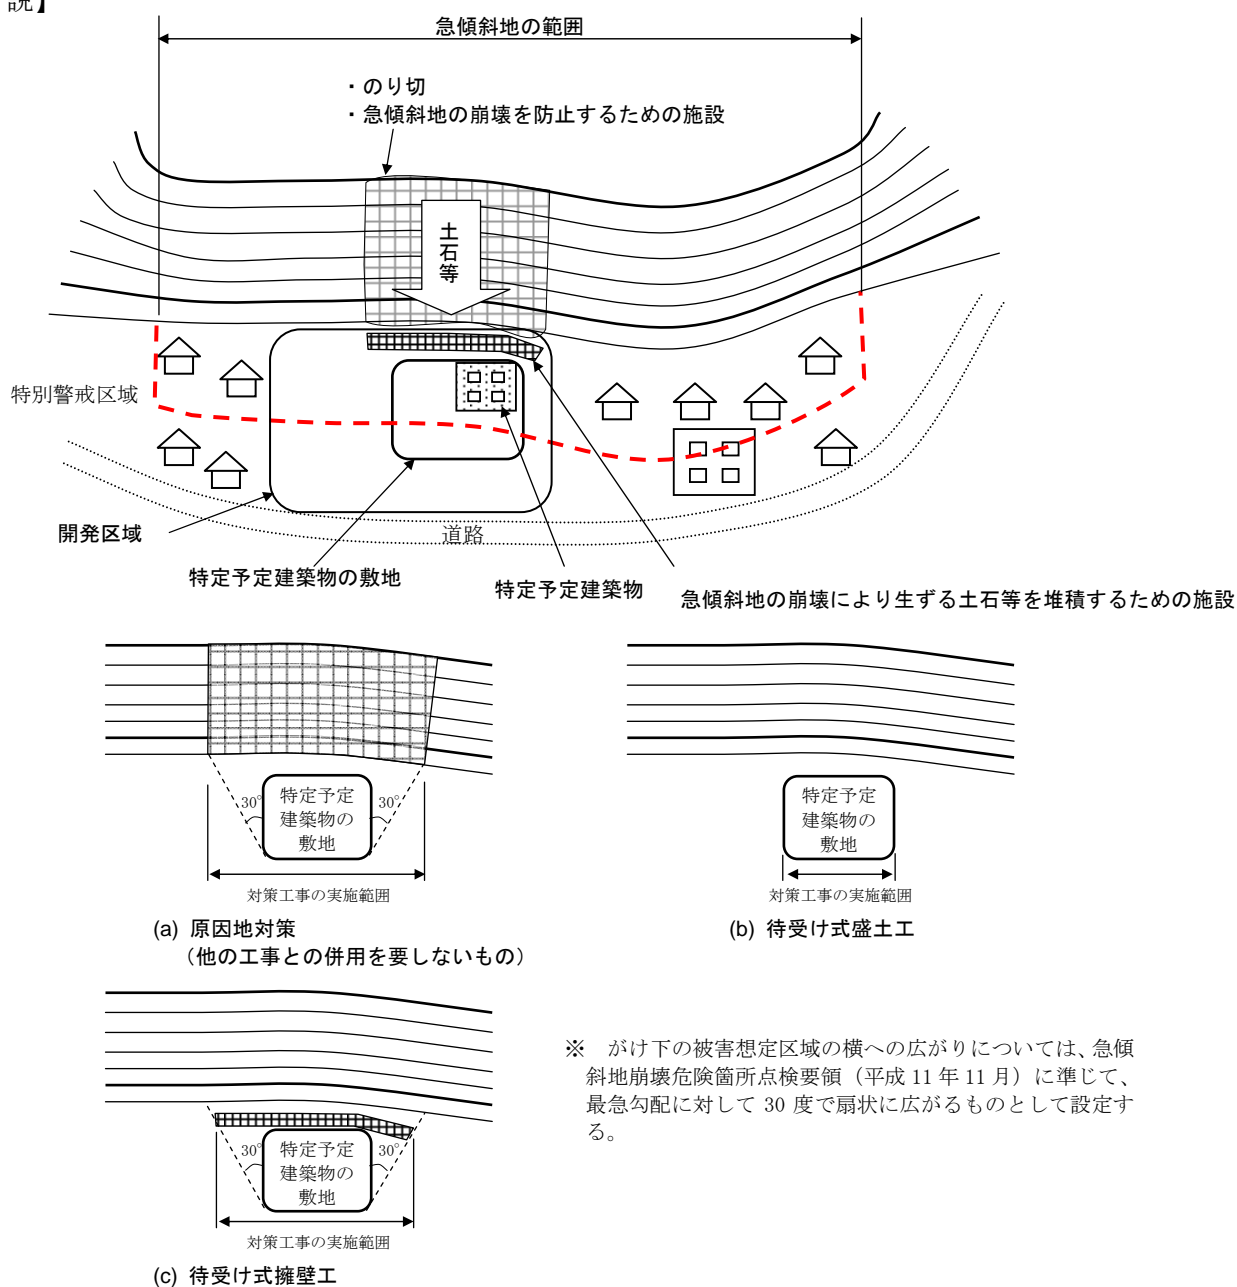 説】
急傾斜地の範囲
・のり切
・急傾斜地の崩壊を防止するための施設
土石等
特別警戒区域
開発区域
道路
特定予定建築物の敷地
特定予定建築物
急傾斜地の崩壊により生ずる土石等を堆積するための施設
30°
特定予定
建築物の
敷地
30°
対策工事の実施範囲
(a) 原因地対策
（他の工事との併用を要しないもの）
特定予定
建築物の
敷地
対策工事の実施範囲
(b) 待受け式盛土工
30°
特定予定
建築物の
敷地
30°
対策工事の実施範囲
(c) 待受け式擁壁工
※　がけ下の被害想定区域の横への広がりについては、急傾
斜地崩壊危険箇所点検要領（平成 11 年 11 月）に準じて、
最急勾配に対して 30 度で扇状に広がるものとして設定す
る。